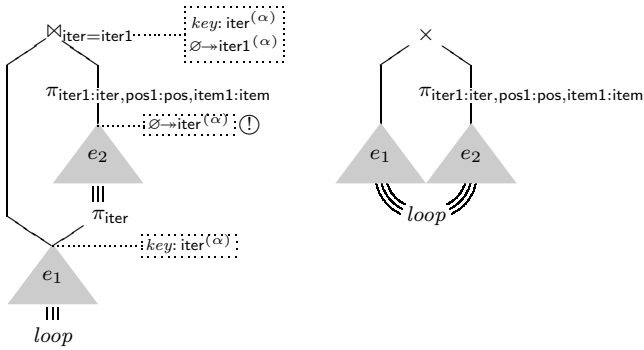 ⋈iter=iter1
key: iter(α)
∅↠iter1(α)
πiter1:iter,pos1:pos,item1:item
∅↠iter(α) !
e2
πiter
key: iter(α)
e1
loop
×
πiter1:iter,pos1:pos,item1:item
e1 e2
loop